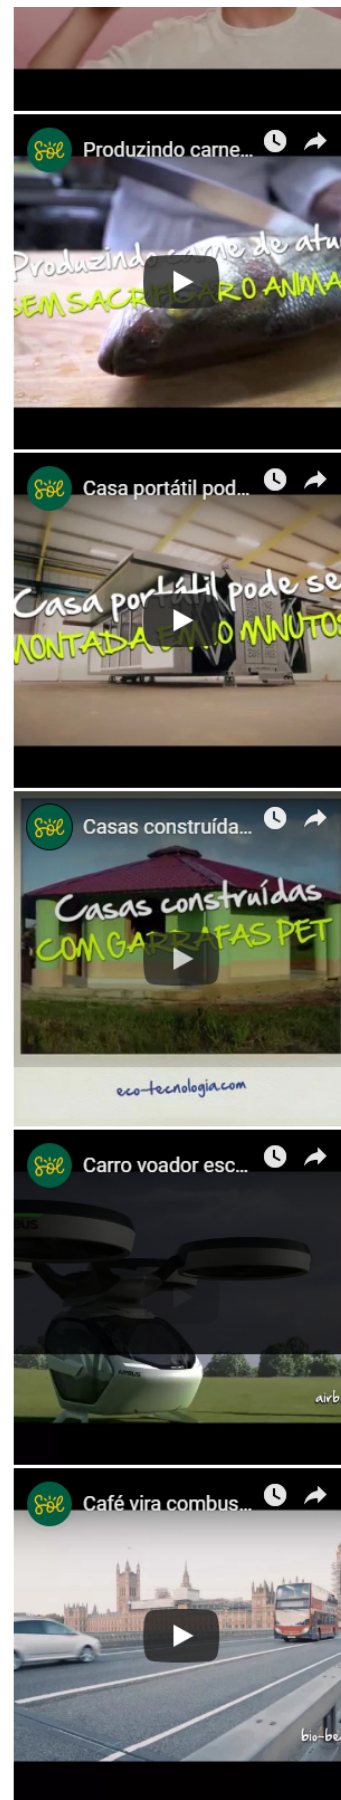 Sol
Produzindo carne...
Produzindo carne de atu
SEM SACRIFICAR O ANIMA
Sol
Casa portátil pod...
Casa portátil pode se
MONTADA EM 10 MINUTOS
Sol
Casas construída...
Casas construídas
COM GARRAFAS PET
eco-tecnologia.com
Sol
Carro voador esc...
AIRBUS
airb
Sol
Café vira combus...
bio-be